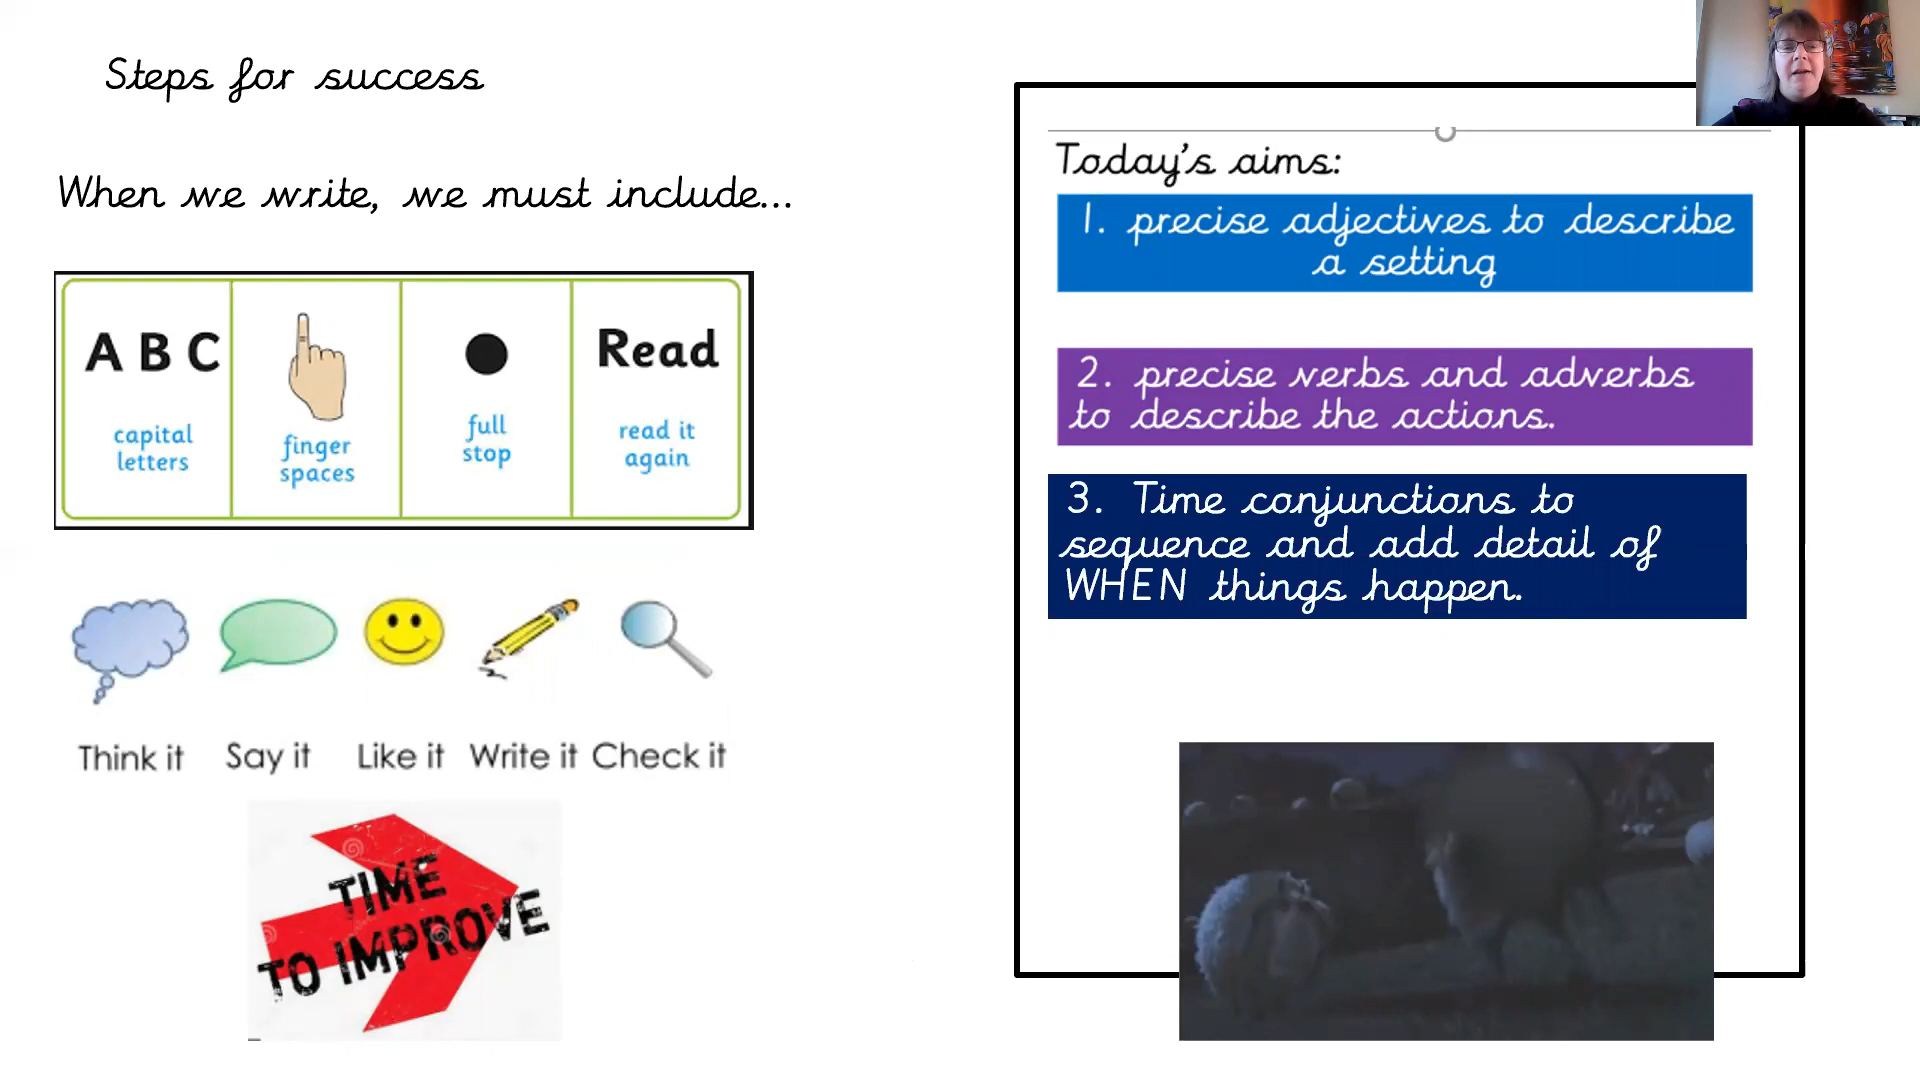 Steps for success
When we write, we must include...
A B C
capital
letters
finger
spaces
full
stop
Read
read it
again
Think it
Say it
Like it
Write it
Check it
TIME
TO IMPROVE
Today's aims:
1. precise adjectives to describe
a setting
2. precise verbs and adverbs
to describe the actions.
3. Time conjunctions to
sequence and add detail of
WHEN things happen.